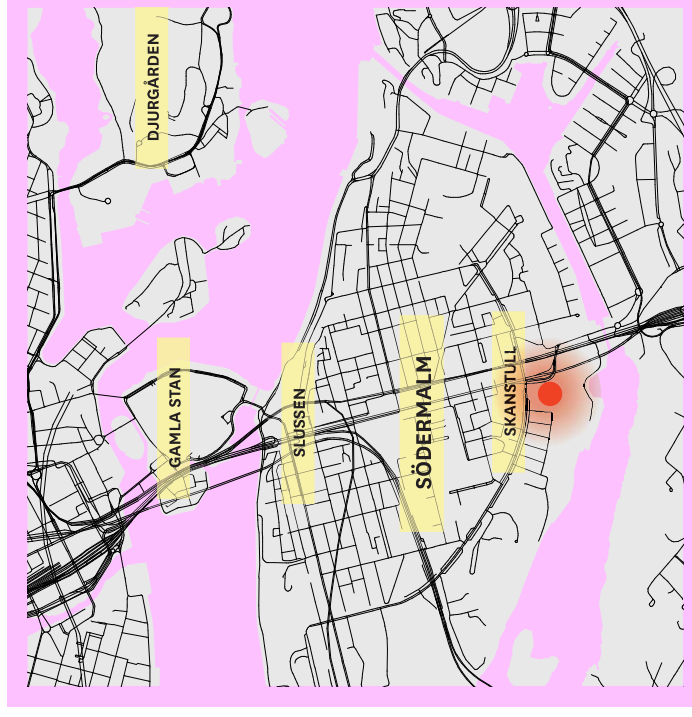 DJURGÅRDEN
GAMLA STAN
SLUSSEN
SÖDERMALM
SKANSTULL